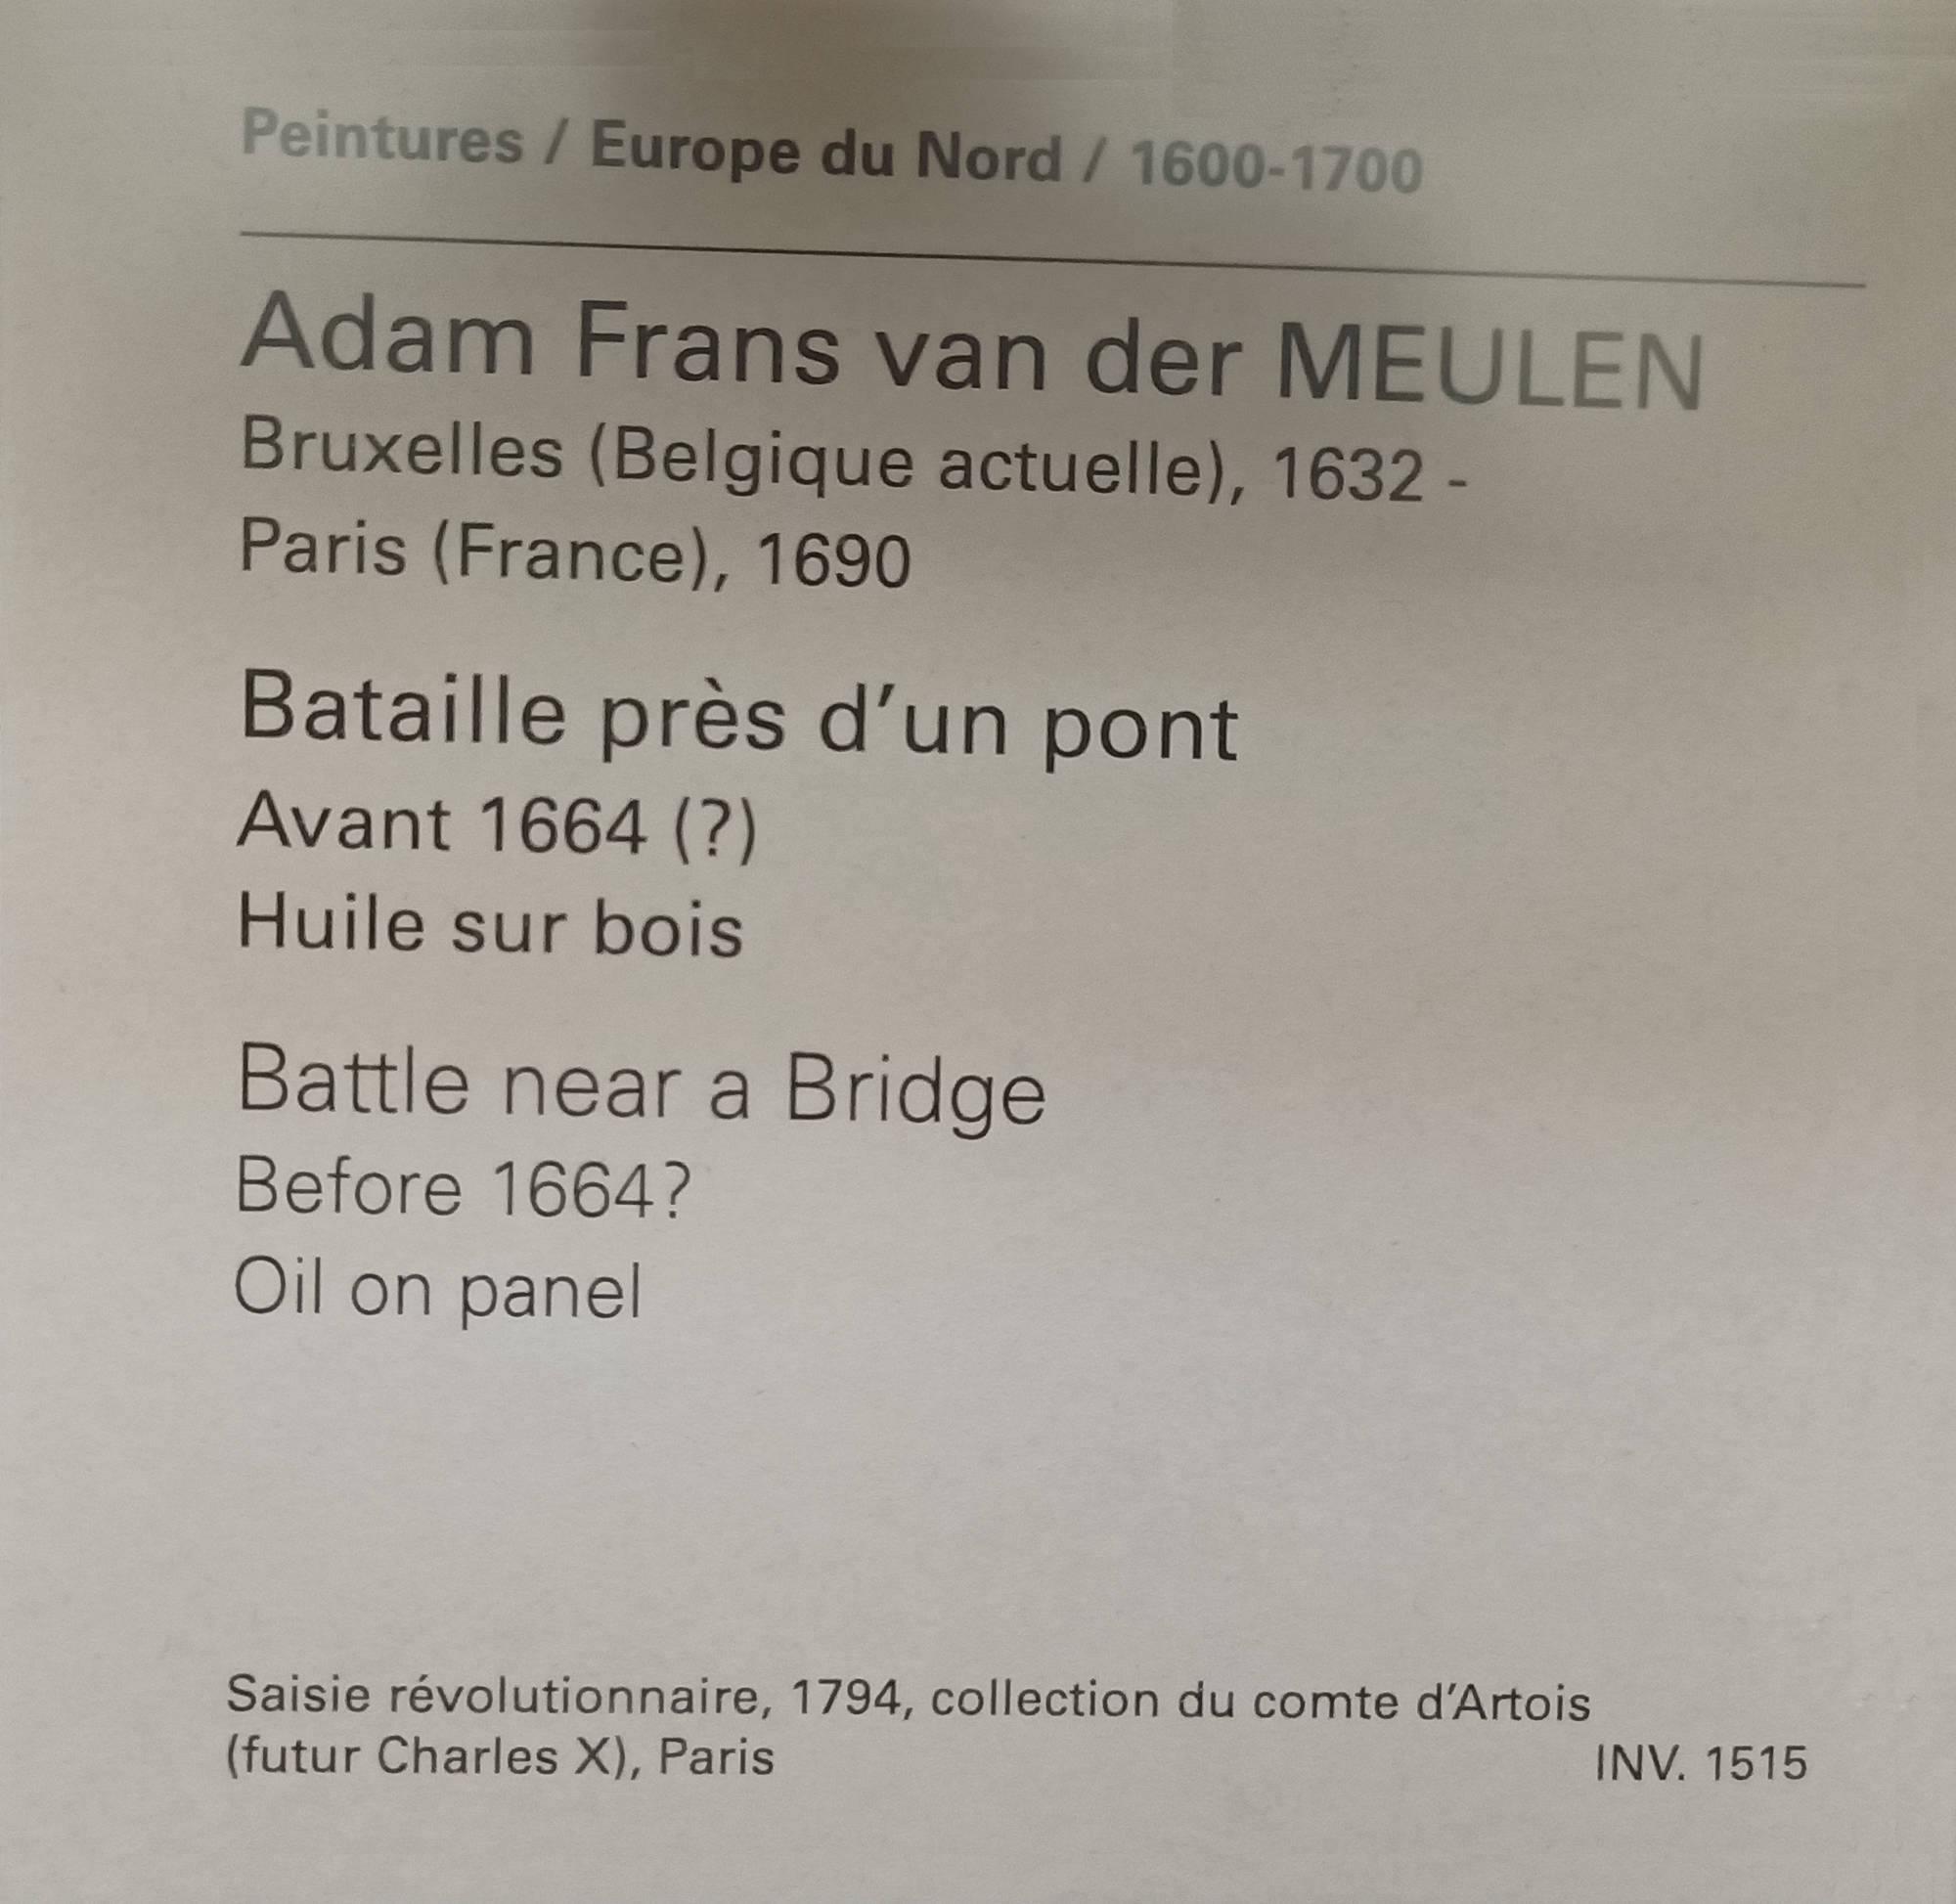 Peintures / Europe du Nord / 1600-1700
Adam Frans van der MEULEN
Bruxelles (Belgique actuelle), 1632 -
Paris (France), 1690
Bataille près d'un pont
Avant 1664 (?)
Huile sur bois
Battle near a Bridge
Before 1664?
Oil on panel
Saisie révolutionnaire, 1794, collection du comte d'Artois
(futur Charles X), Paris
INV. 1515